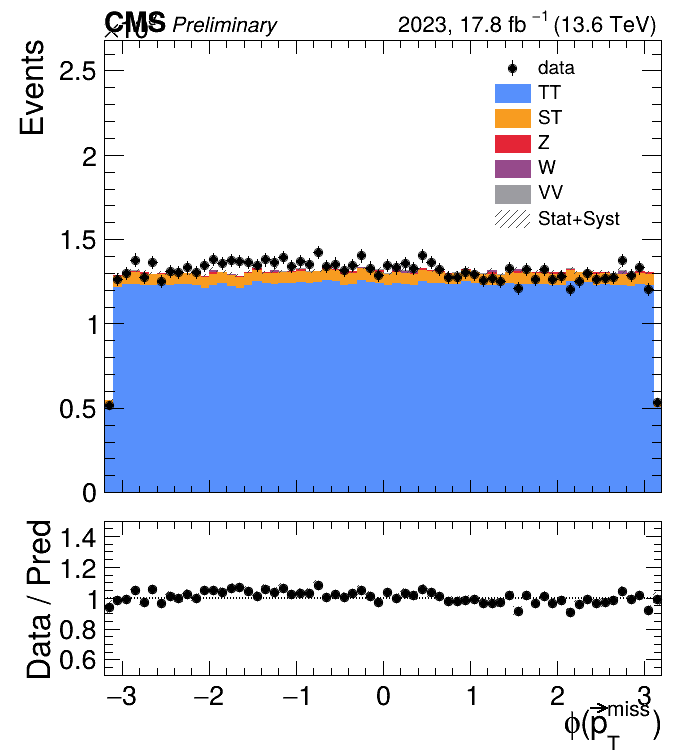 CMS Preliminary 2023, 17.8 fb⁻¹ (13.6 TeV)
Events
2.5
2
1.5
1
0.5
0
data
TT
ST
Z
W
VV
Stat+Syst
Data / Pred
1.4
1.2
1
0.8
0.6
−3 −2 −1 0 1 2 3
ϕ(p⃗_T^miss)